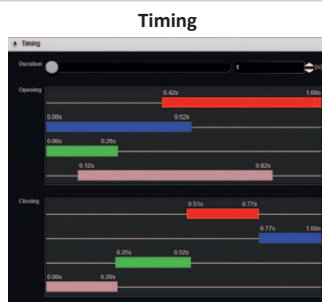 Timing
Timing
Duration 1 (s)
Opening
0.42s 1.00s
0.00s 0.52s
0.00s 0.26s
0.12s 0.82s
Closing
0.51s 0.77s
0.77s 1.00s
0.25s 0.52s
0.00s 0.26s